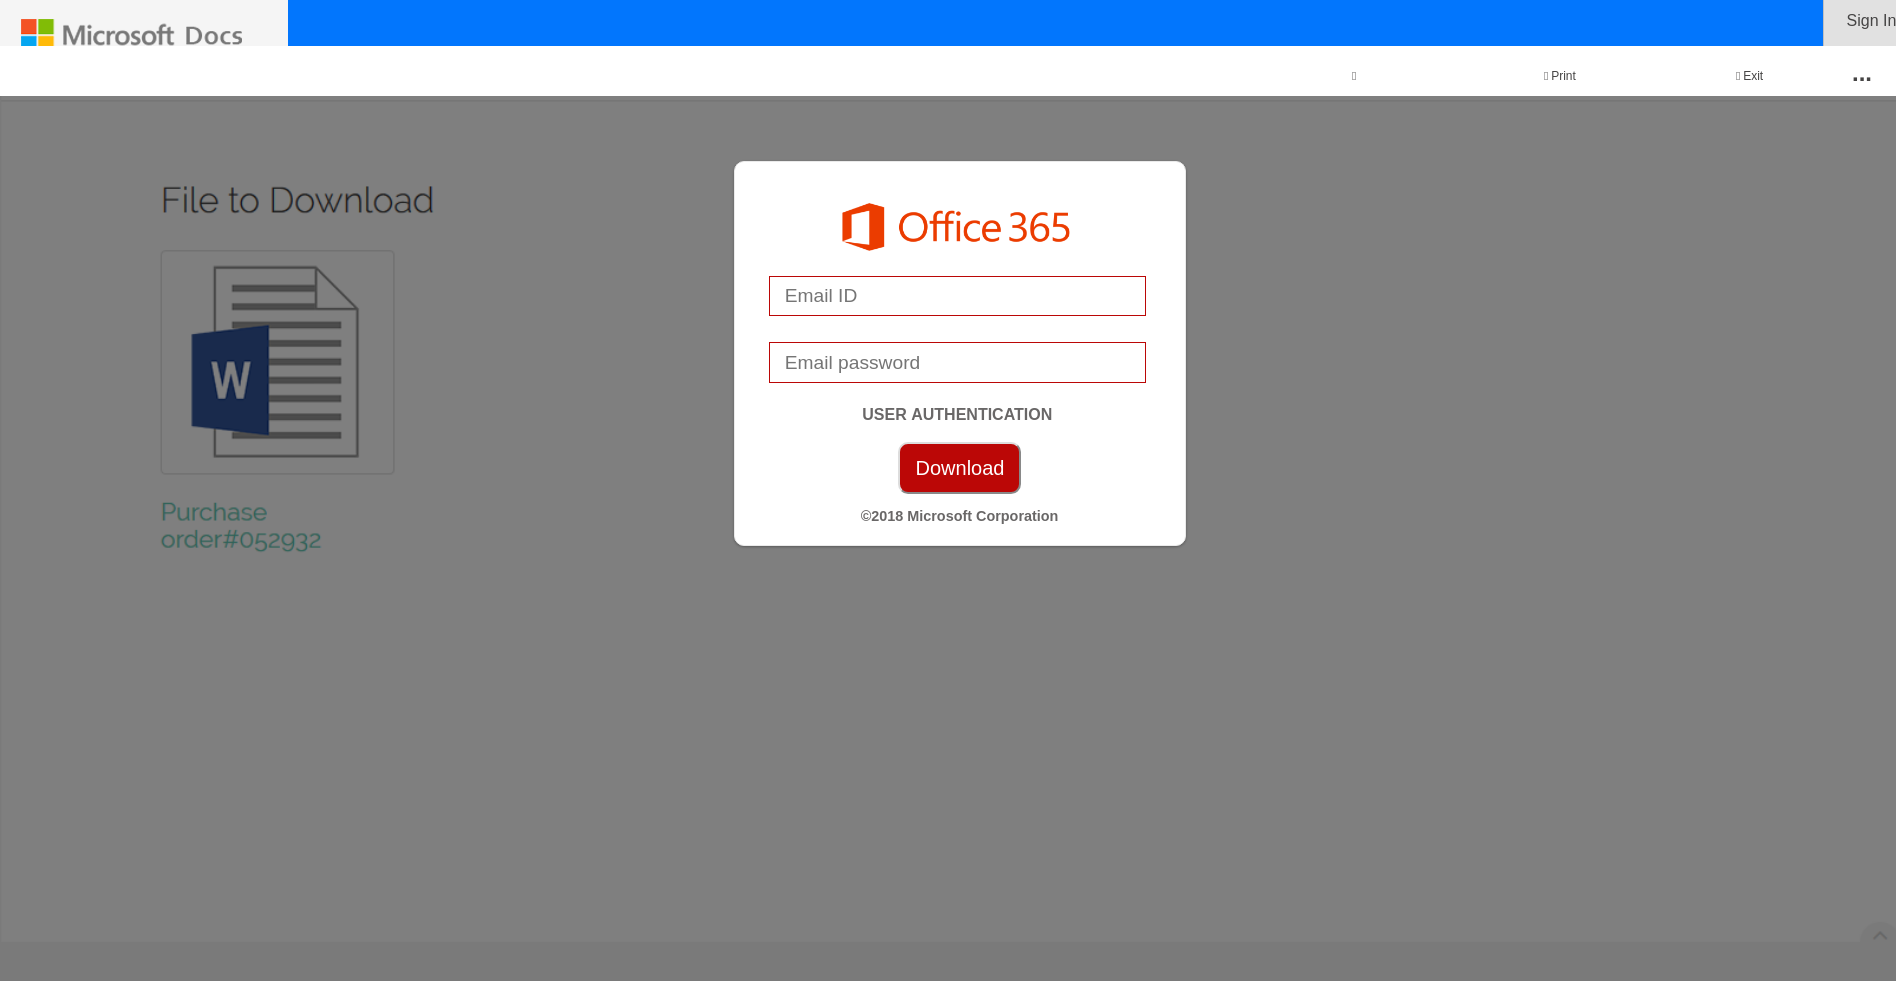 Microsoft Docs
Sign In
Print
Exit
...
File to Download
W
Purchase
order#052932
Office 365
Email ID
Email password
USER AUTHENTICATION
Download
©2018 Microsoft Corporation